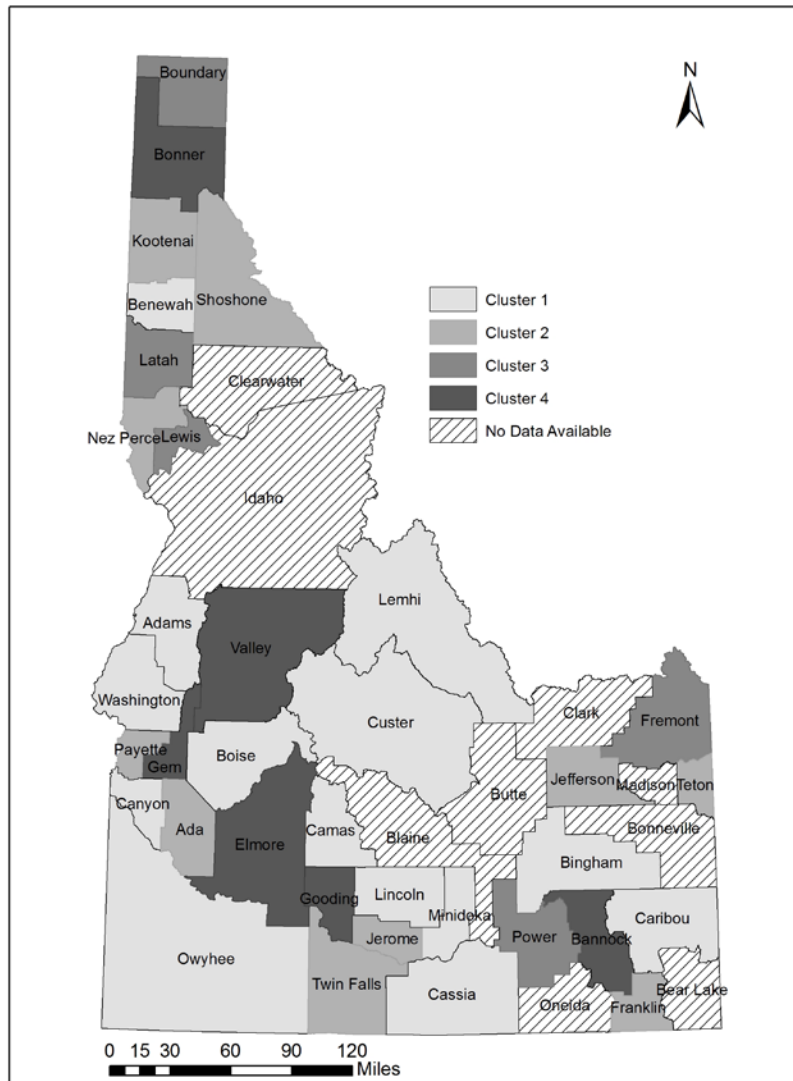 N
Boundary
Bonner
Kootenai
Shoshone
Benewah
Latah
Clearwater
Nez Perce
Lewis
Idaho
Cluster 1
Cluster 2
Cluster 3
Cluster 4
No Data Available
Lemhi
Adams
Valley
Washington
Custer
Clark
Fremont
Payette
Gem
Boise
Butte
Jefferson
Madison
Teton
Canyon
Ada
Elmore
Camas
Blaine
Bonneville
Bingham
Gooding
Lincoln
Minidoka
Caribou
Jerome
Power
Bannock
Owyhee
Twin Falls
Cassia
Oneida
Franklin
Bear Lake
0 15 30 60 90 120
Miles